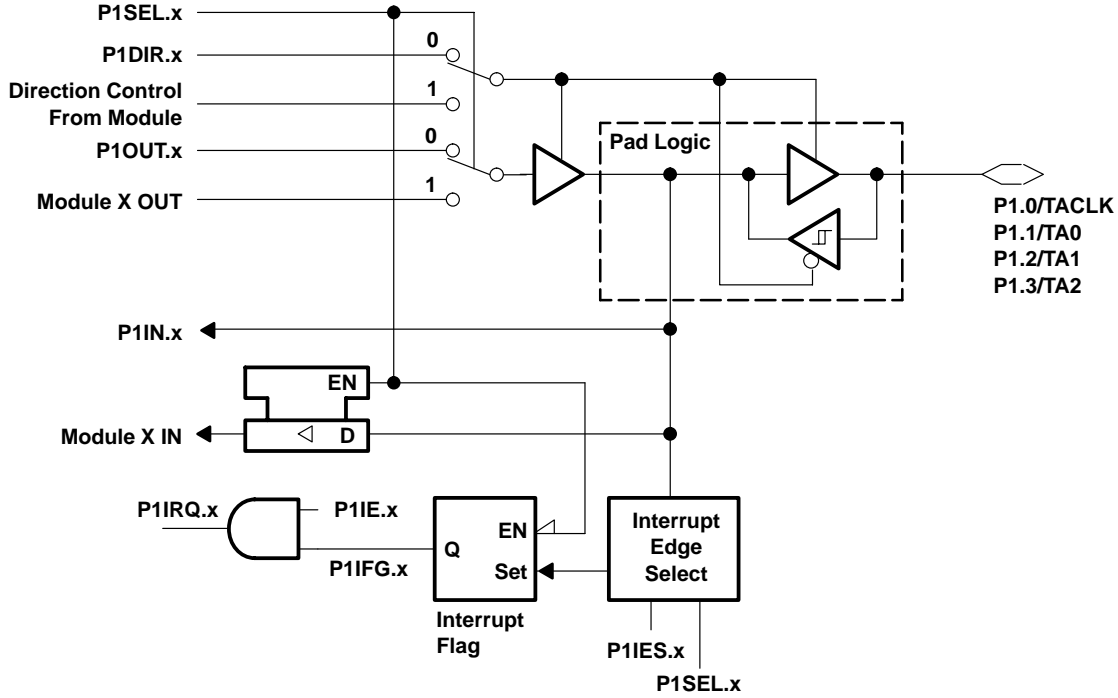 P1SEL.x
0
P1DIR.x
Direction Control
From Module
1
0
P1OUT.x
Module X OUT
1
Pad Logic
P1.0/TACLK
P1.1/TA0
P1.2/TA1
P1.3/TA2
P1IN.x
EN
Module X IN
D
P1IRQ.x
P1IE.x
P1IFG.x
Q
EN
Set
Interrupt
Flag
Interrupt
Edge
Select
P1IES.x
P1SEL.x